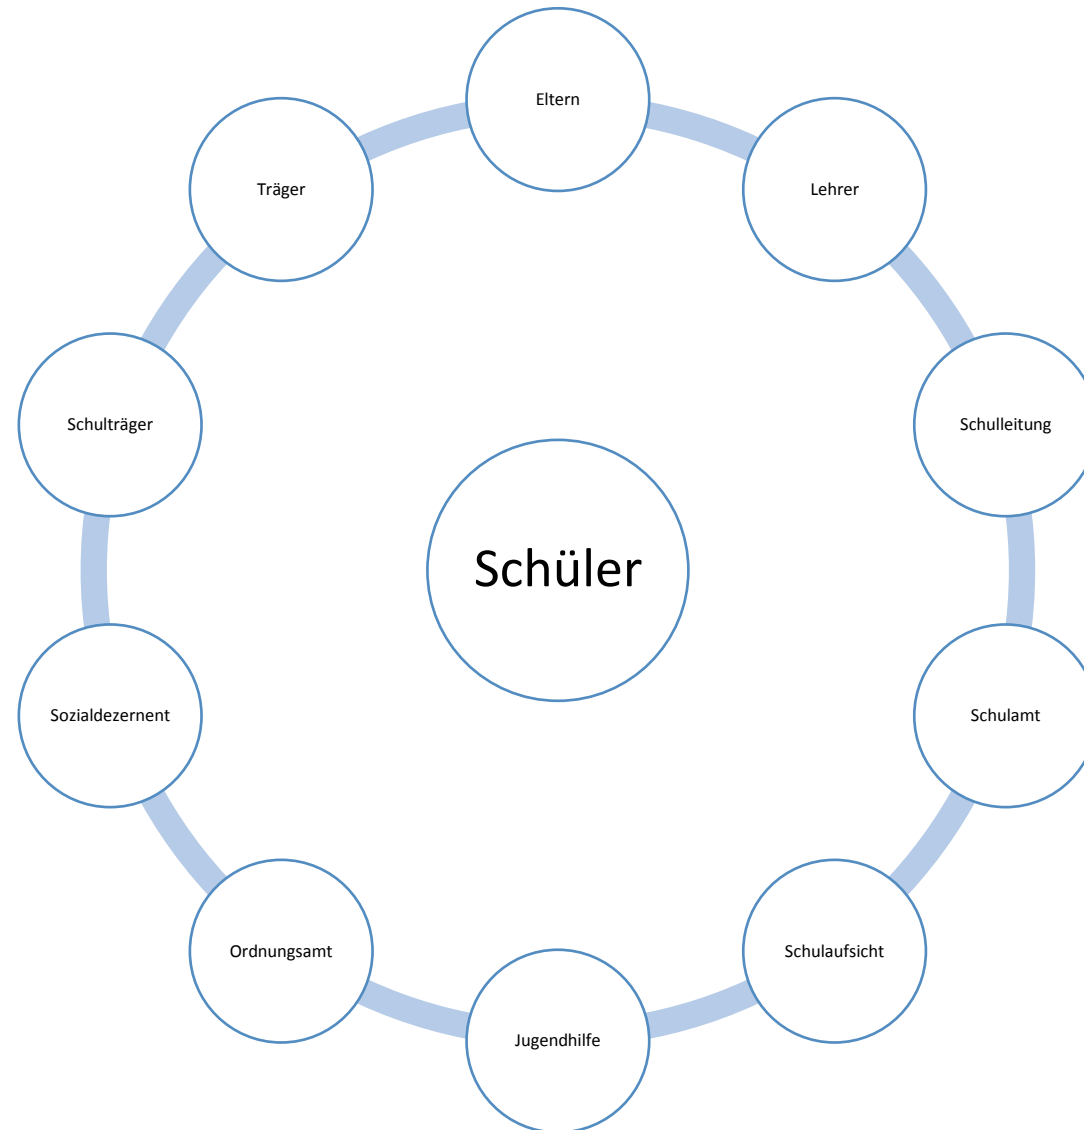 Eltern
Lehrer
Schulleitung
Schulamt
Schulaufsicht
Jugendhilfe
Ordnungsamt
Sozialdezernent
Schulträger
Träger
Schüler